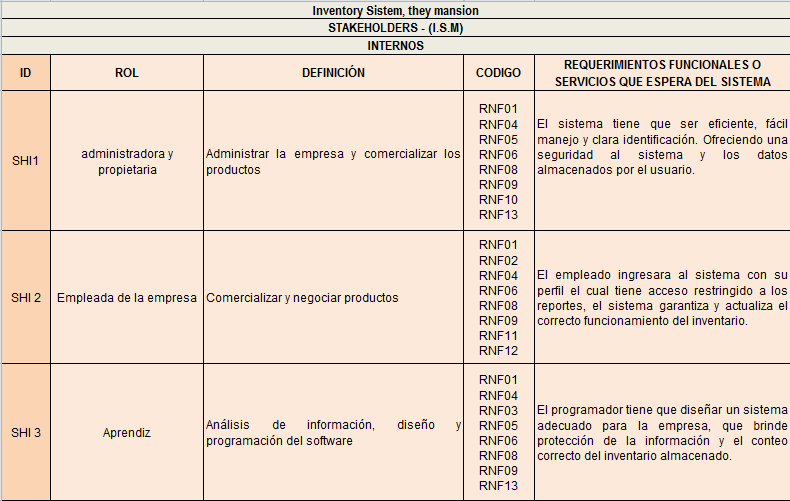 Inventory Sistem, they mansion
STAKEHOLDERS - (I.S.M)
INTERNOS
ID
ROL
DEFINICIÓN
CODIGO
REQUERIMIENTOS FUNCIONALES O
SERVICIOS QUE ESPERA DEL SISTEMA
SHI1
administradora y
propietaria
Administrar la empresa y comercializar los
productos
RNF01
RNF04
RNF05
RNF06
RNF08
RNF09
RNF10
RNF13
El sistema tiene que ser eficiente, fácil
manejo y clara identificación. Ofreciendo una
seguridad al sistema y los datos
almacenados por el usuario.
SHI 2
Empleada de la empresa
Comercializar y negociar productos
RNF01
RNF02
RNF04
RNF06
RNF08
RNF09
RNF11
RNF12
El empleado ingresara al sistema con su
perfil el cual tiene acceso restringido a los
reportes, el sistema garantiza y actualiza el
correcto funcionamiento del inventario.
SHI 3
Aprendiz
Análisis de información, diseño y
programación del software
RNF01
RNF04
RNF03
RNF05
RNF06
RNF08
RNF09
RNF13
El programador tiene que diseñar un sistema
adecuado para la empresa, que brinde
protección de la información y el conteo
correcto del inventario almacenado.